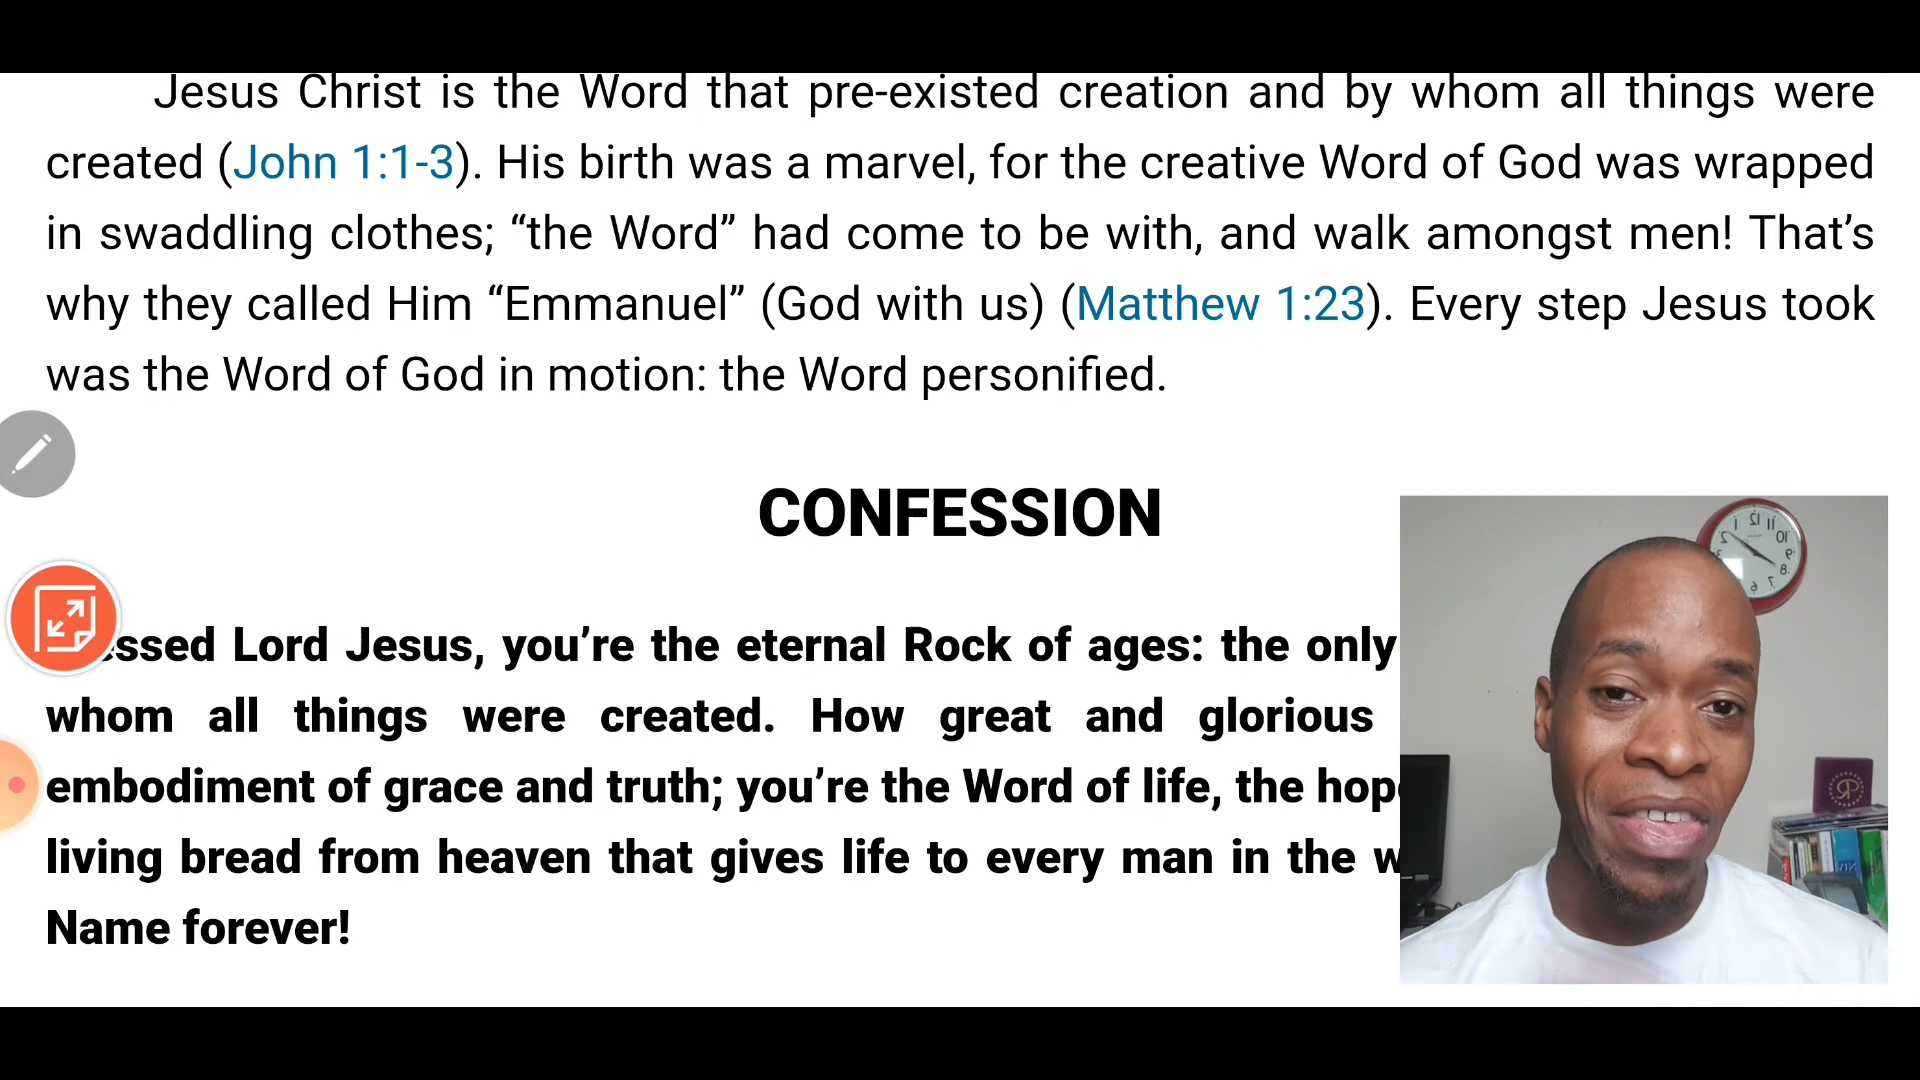 Jesus Christ is the Word that pre-existed creation and by whom all things were
created (John 1:1-3). His birth was a marvel, for the creative Word of God was wrapped
in swaddling clothes; “the Word” had come to be with, and walk amongst men! That’s
why they called Him “Emmanuel” (God with us) (Matthew 1:23). Every step Jesus took
was the Word of God in motion: the Word personified.
CONFESSION
essed Lord Jesus, you’re the eternal Rock of ages: the only
whom all things were created. How great and glorious
embodiment of grace and truth; you’re the Word of life, the hop
living bread from heaven that gives life to every man in the w
Name forever!